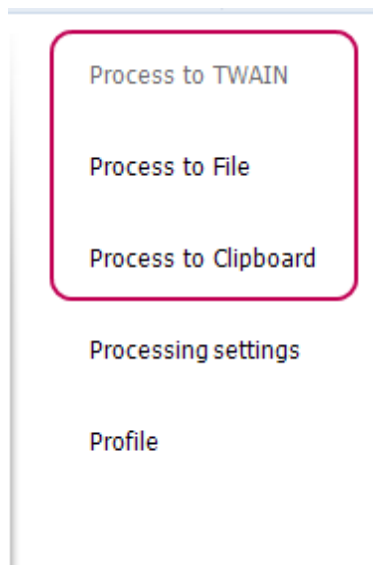 Process to TWAIN
Process to File
Process to Clipboard
Processing settings
Profile